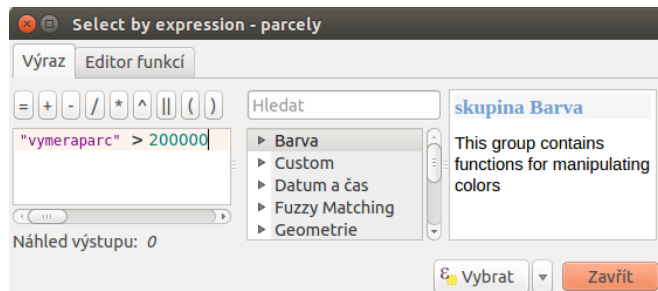 Select by expression - parcely
Výraz
Editor funkcí
= + - / * ^ || ( )
"vymeraparc" > 200000
Náhled výstupu: 0
Hledat
Barva
Custom
Datum a čas
Fuzzy Matching
Geometrie
skupina Barva
This group contains
functions for manipulating
colors
ε Vybrat
Zavřít